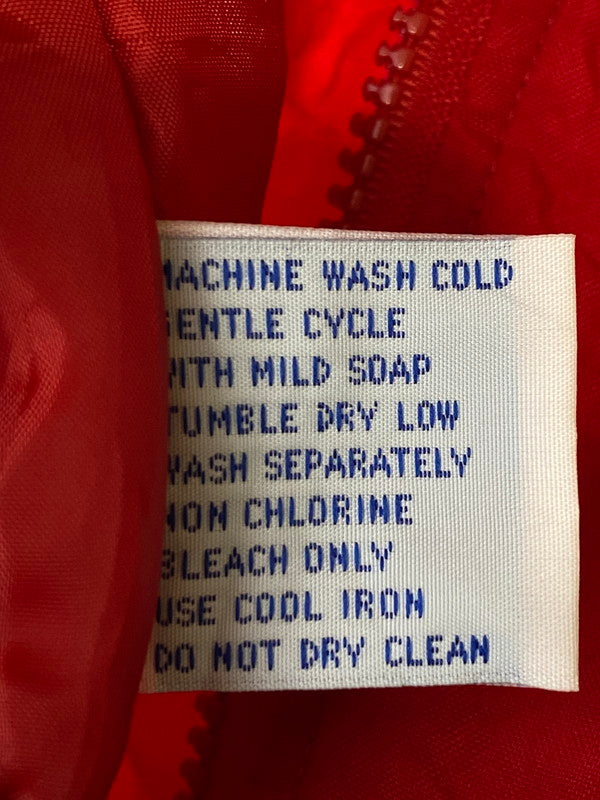 MACHINE WASH COLD
GENTLE CYCLE
WITH MILD SOAP
TUMBLE DRY LOW
WASH SEPARATELY
NON CHLORINE
BLEACH ONLY
USE COOL IRON
DO NOT DRY CLEAN